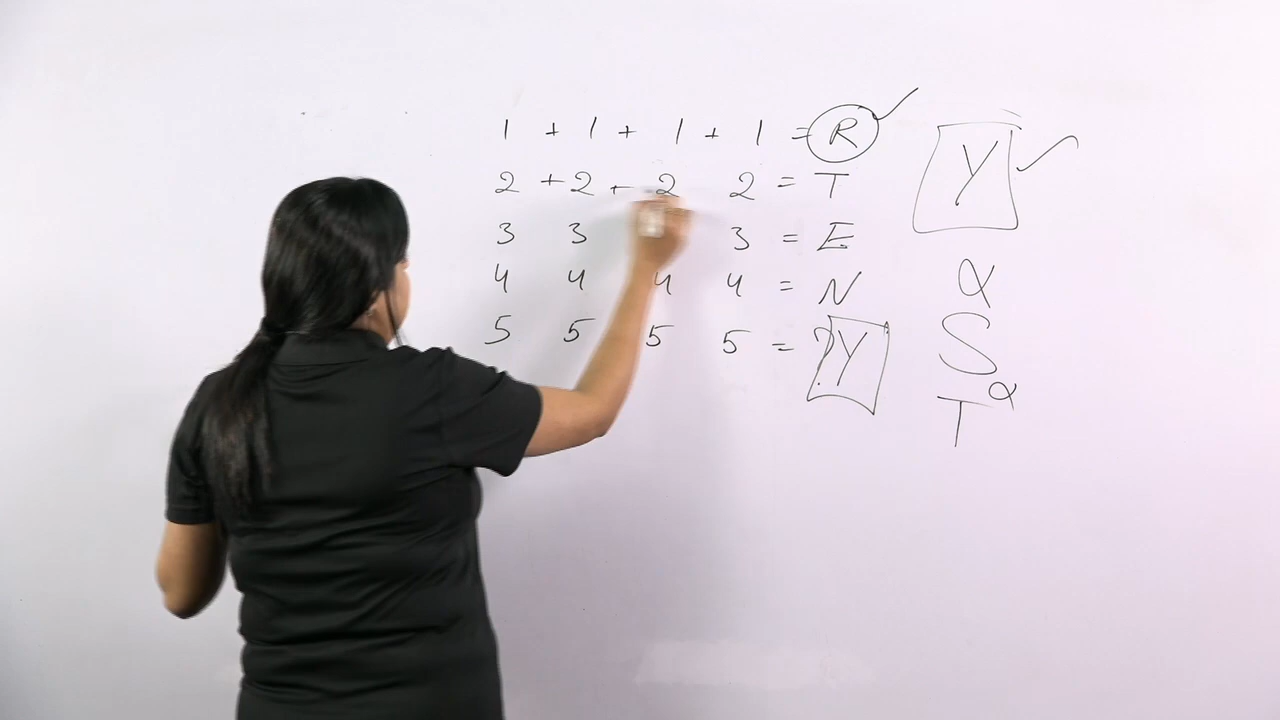 1 + 1 + 1 + 1 = R
2 + 2 + 2 2 = T
3 3 3 = E
4 4 4 4 = N
5 5 5 5 = ? Y
Y
Q
S
T